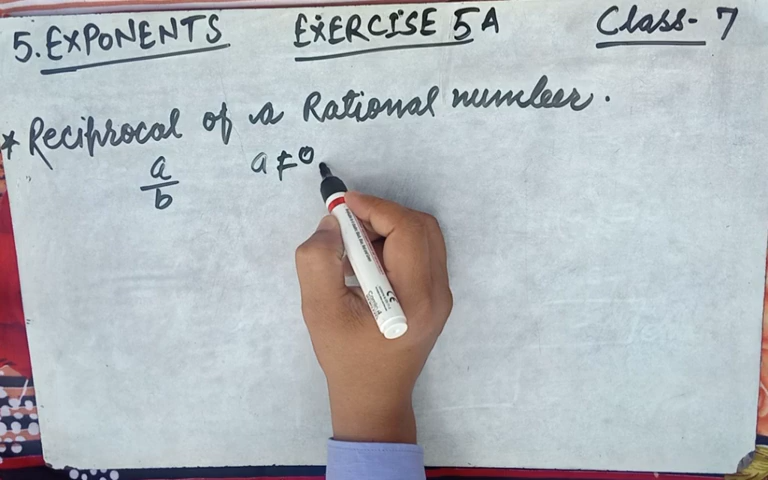 5. EXPONENTS EXERCISE 5A Class- 7
* Reciprocal of a Rational number.
a/b a ≠ 0